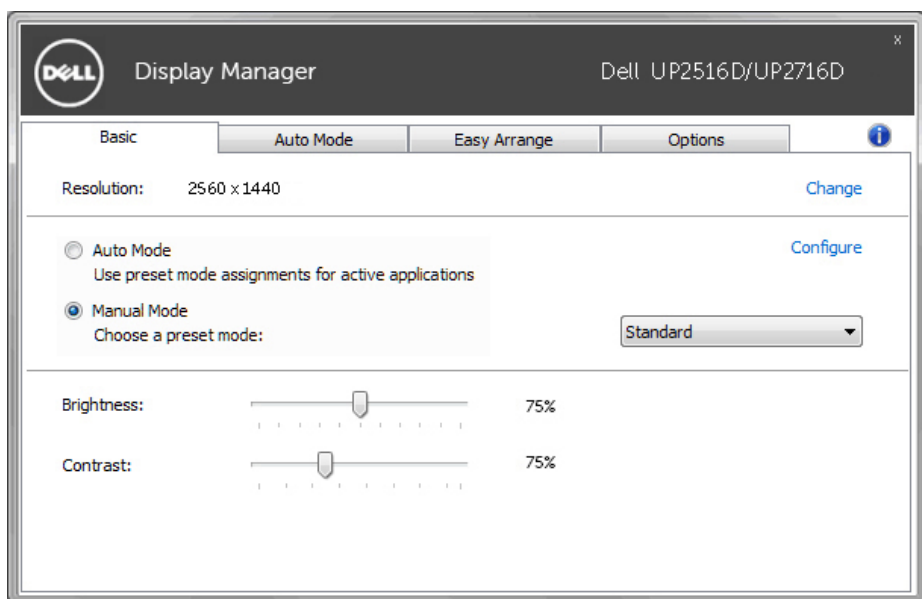 DELL
Display Manager
Dell UP2516D/UP2716D
x
Basic
Auto Mode
Easy Arrange
Options
i
Resolution:
2560 x 1440
Change
Auto Mode
Configure
Use preset mode assignments for active applications
Manual Mode
Choose a preset mode:
Standard
Brightness:
75%
Contrast:
75%